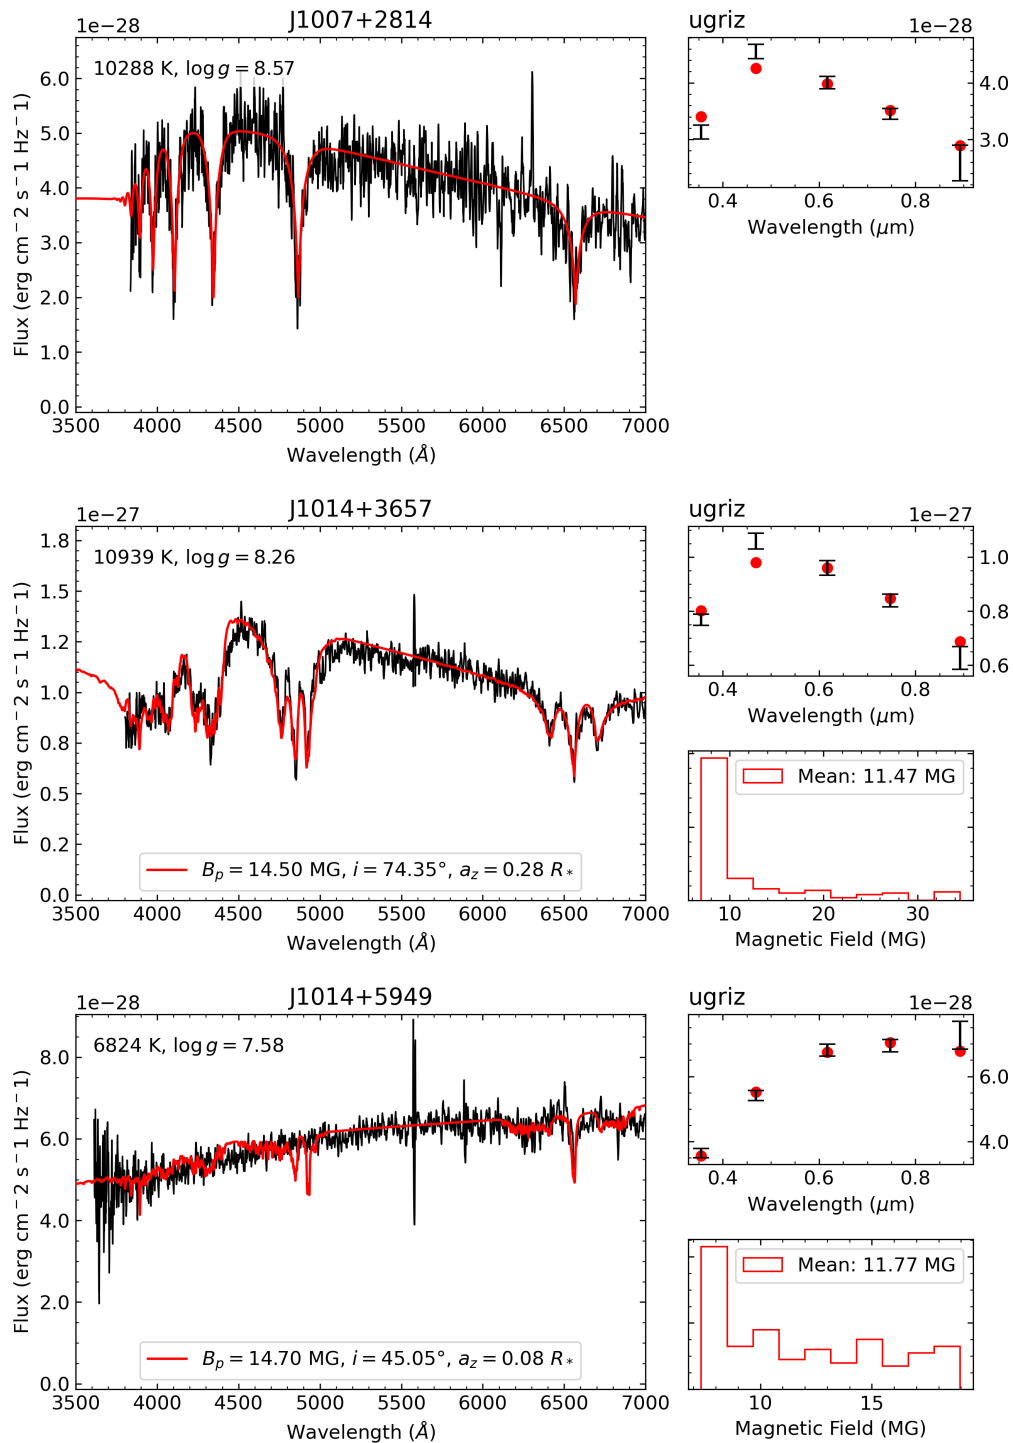 1e−28
J1007+2814
ugriz
1e−28
10288 K, log g = 8.57
6.0
5.0
4.0
3.0
2.0
1.0
0.0
Flux (erg cm−2 s−1 Hz−1)
3500 4000 4500 5000 5500 6000 6500 7000
Wavelength (Å)
4.0
3.0
0.4 0.6 0.8
Wavelength (μm)
1e−27
J1014+3657
ugriz
1e−27
10939 K, log g = 8.26
1.8
1.5
1.2
1.0
0.8
0.5
0.2
0.0
Flux (erg cm−2 s−1 Hz−1)
Bp = 14.50 MG, i = 74.35°, az = 0.28 R*
3500 4000 4500 5000 5500 6000 6500 7000
Wavelength (Å)
1.0
0.8
0.6
0.4 0.6 0.8
Wavelength (μm)
Mean: 11.47 MG
10 20 30
Magnetic Field (MG)
1e−28
J1014+5949
ugriz
1e−28
6824 K, log g = 7.58
8.0
6.0
4.0
2.0
0.0
Flux (erg cm−2 s−1 Hz−1)
Bp = 14.70 MG, i = 45.05°, az = 0.08 R*
3500 4000 4500 5000 5500 6000 6500 7000
Wavelength (Å)
6.0
4.0
0.4 0.6 0.8
Wavelength (μm)
Mean: 11.77 MG
10 15
Magnetic Field (MG)